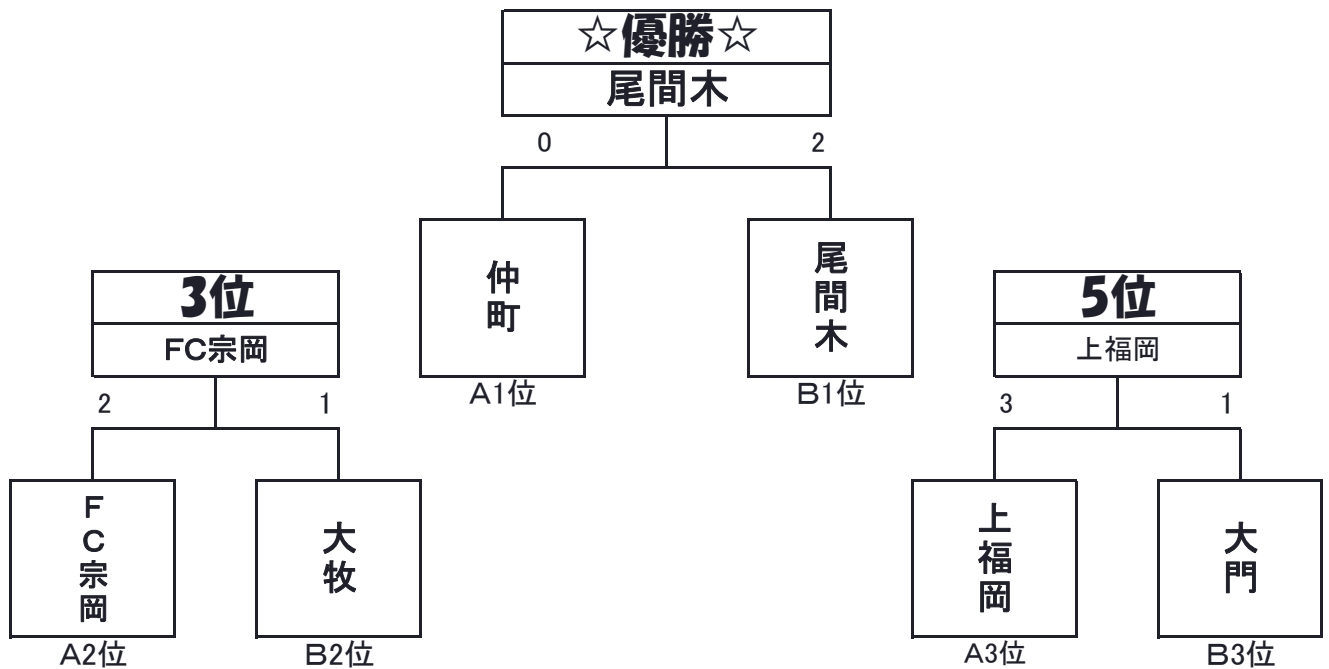 ☆優勝☆
尾間木
0 2
仲町
尾間木
A1位 B1位
3位
FC宗岡
2 1
FC宗岡
大牧
A2位 B2位
5位
上福岡
3 1
上福岡
大門
A3位 B3位